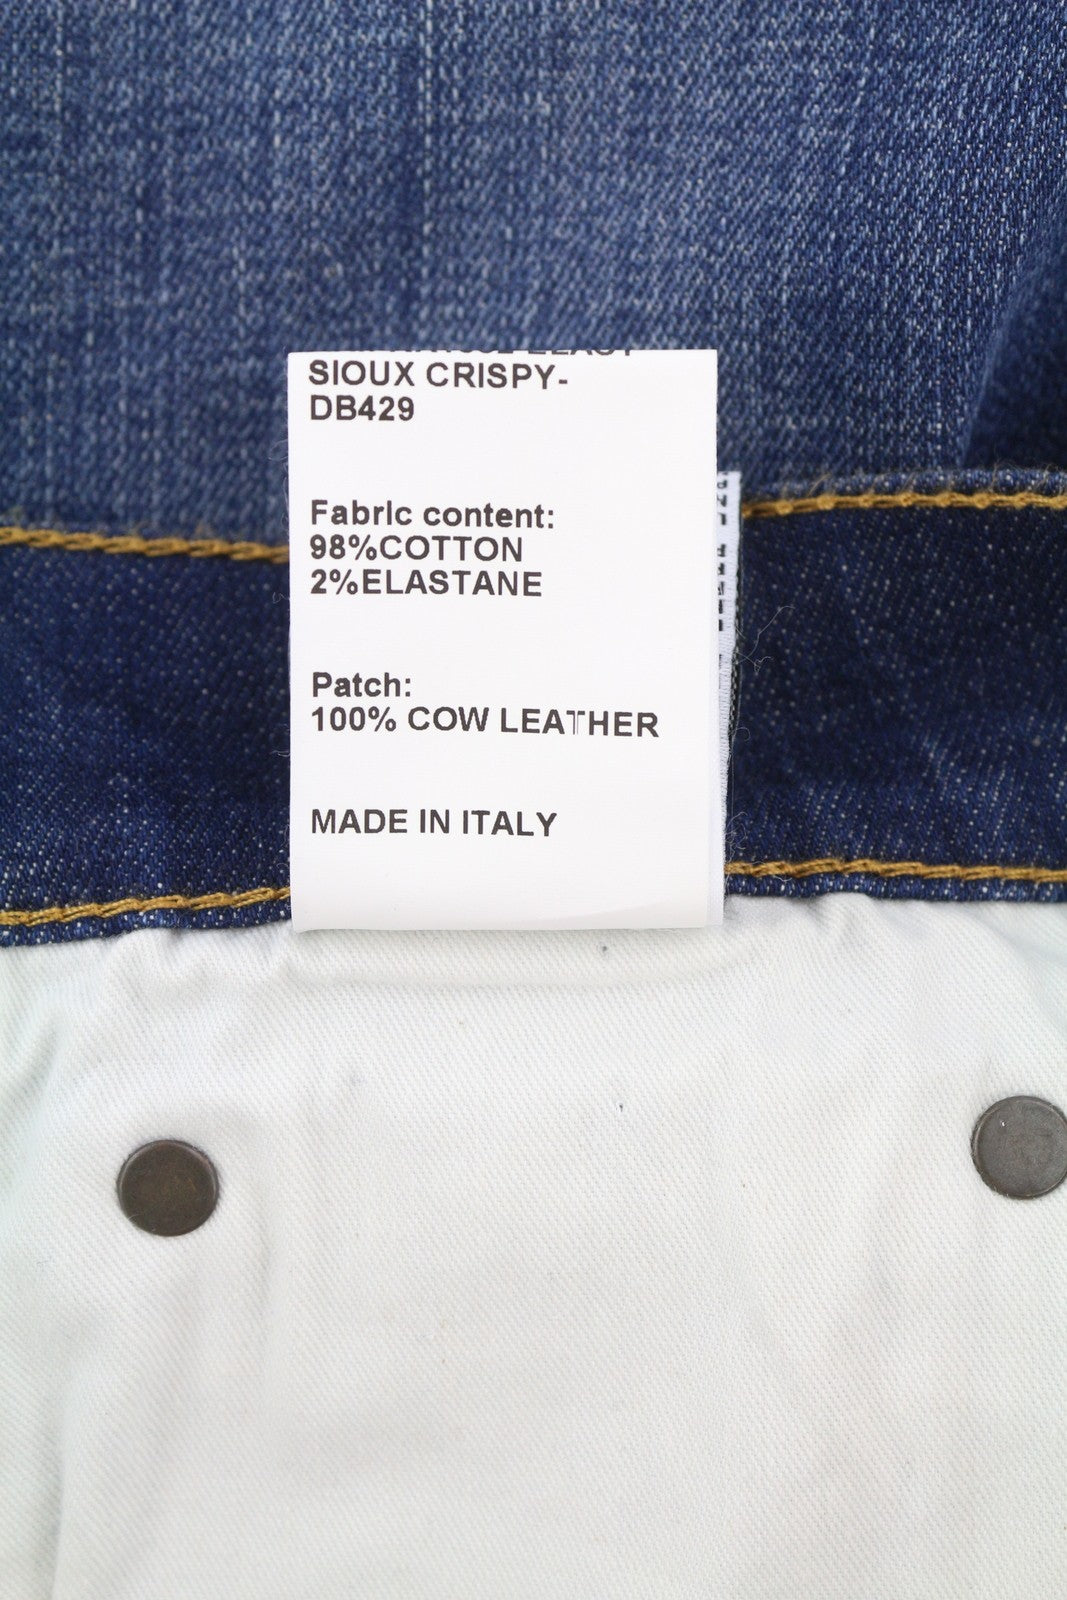 SIOUX CRISPY-
DB429
Fabric content:
98%COTTON
2%ELASTANE
Patch:
100% COW LEATHER
MADE IN ITALY